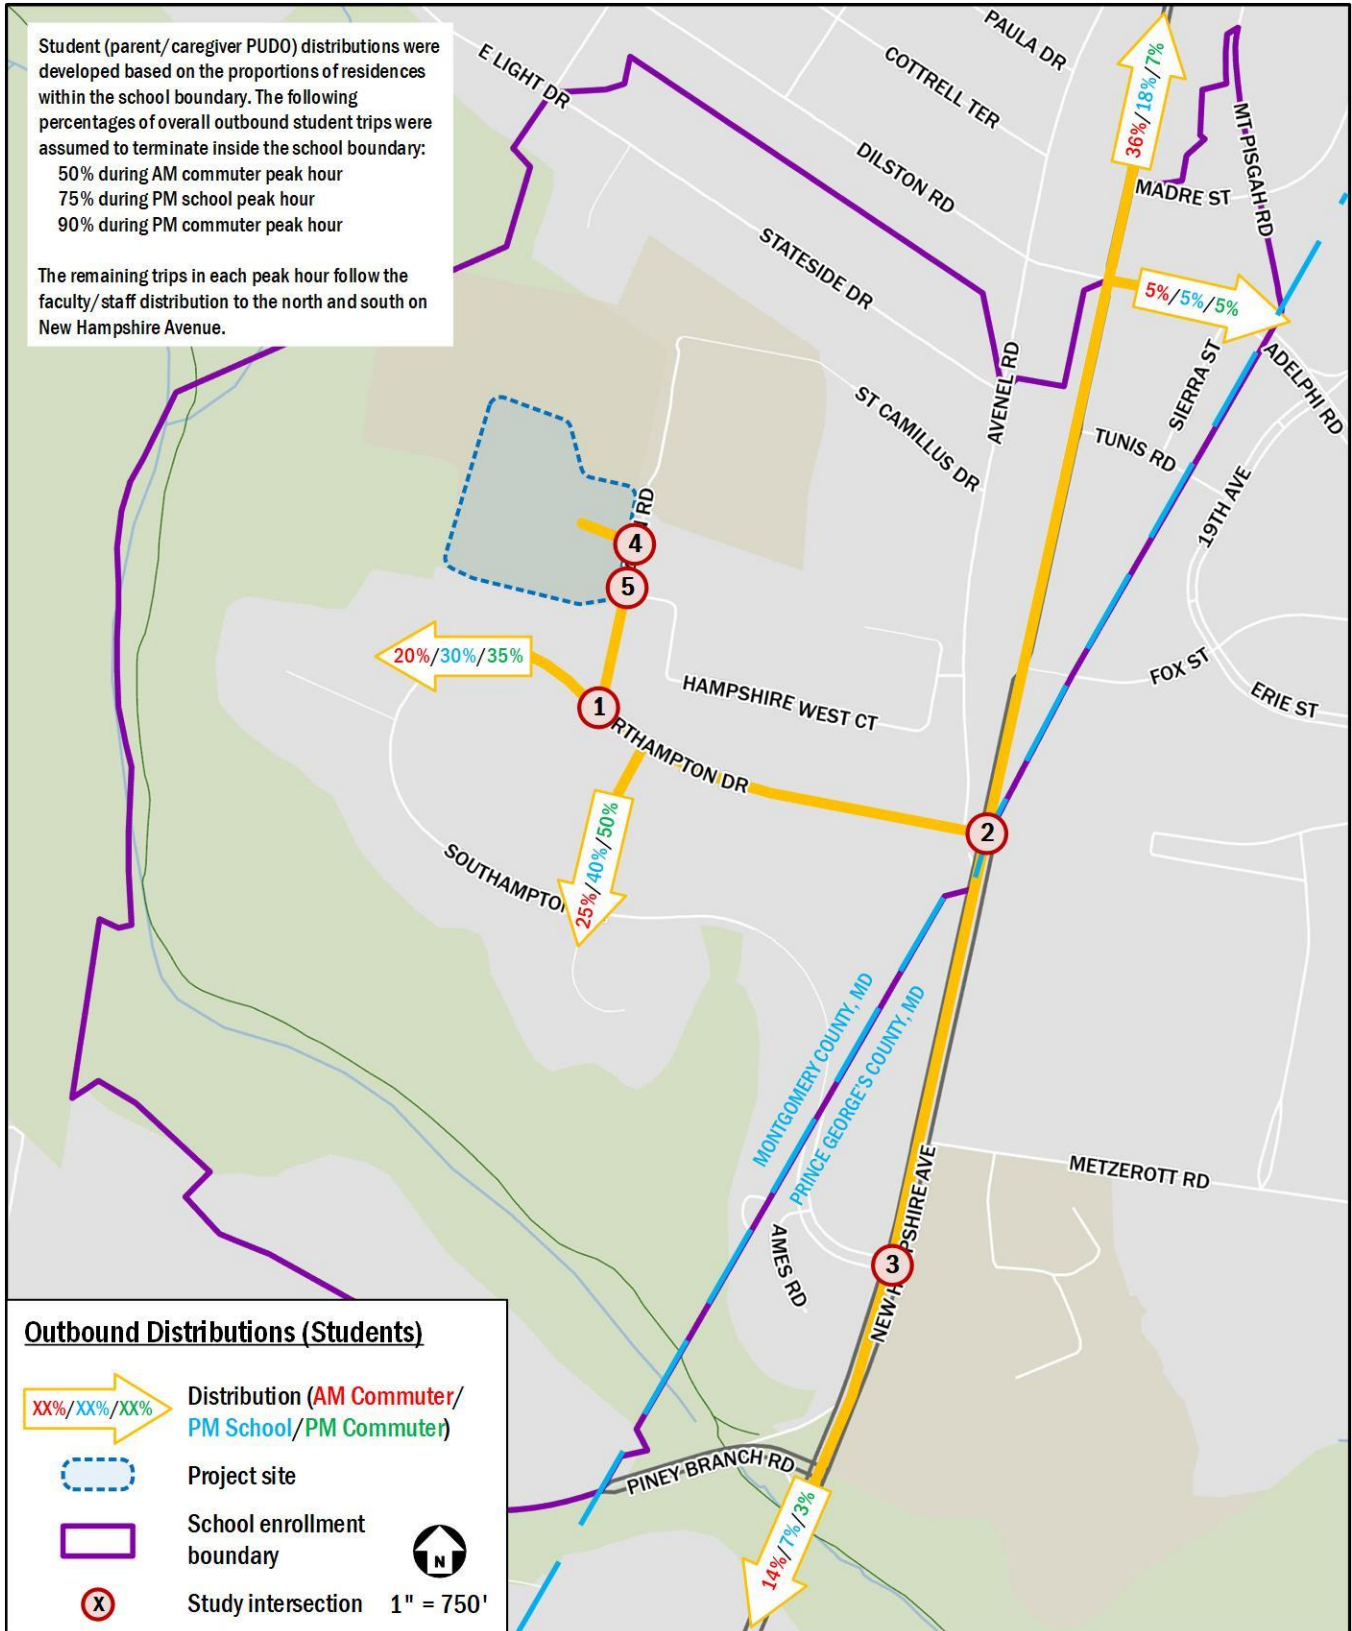 Student (parent/caregiver PUDO) distributions were
developed based on the proportions of residences
within the school boundary. The following
percentages of overall outbound student trips were
assumed to terminate inside the school boundary:
50% during AM commuter peak hour
75% during PM school peak hour
90% during PM commuter peak hour
The remaining trips in each peak hour follow the
faculty/staff distribution to the north and south on
New Hampshire Avenue.
E LIGHT DR
PAULA DR
COTTRELL TER
36%/18%/7%
MT PISGAH RD
DILSTON RD
MADRE ST
STATESIDE DR
5%/5%/5%
AVENEL RD
SIERRA ST
ADELPHI RD
ST CAMILLUS DR
TUNIS RD
19TH AVE
RD
4
5
20%/30%/35%
HAMPSHIRE WEST CT
FOX ST
ERIE ST
1
RTHAMPTON DR
2
25%/40%/50%
SOUTHAMPTO
MONTGOMERY COUNTY, MD
PRINCE GEORGE'S COUNTY, MD
METZEROTT RD
AMES RD
3
NEW H PSHIRE AVE
PINEY BRANCH RD
14%/7%/3%
Outbound Distributions (Students)
XX%/XX%/XX%
Distribution (AM Commuter/
PM School/PM Commuter)
Project site
School enrollment
boundary
N
X
Study intersection
1" = 750'